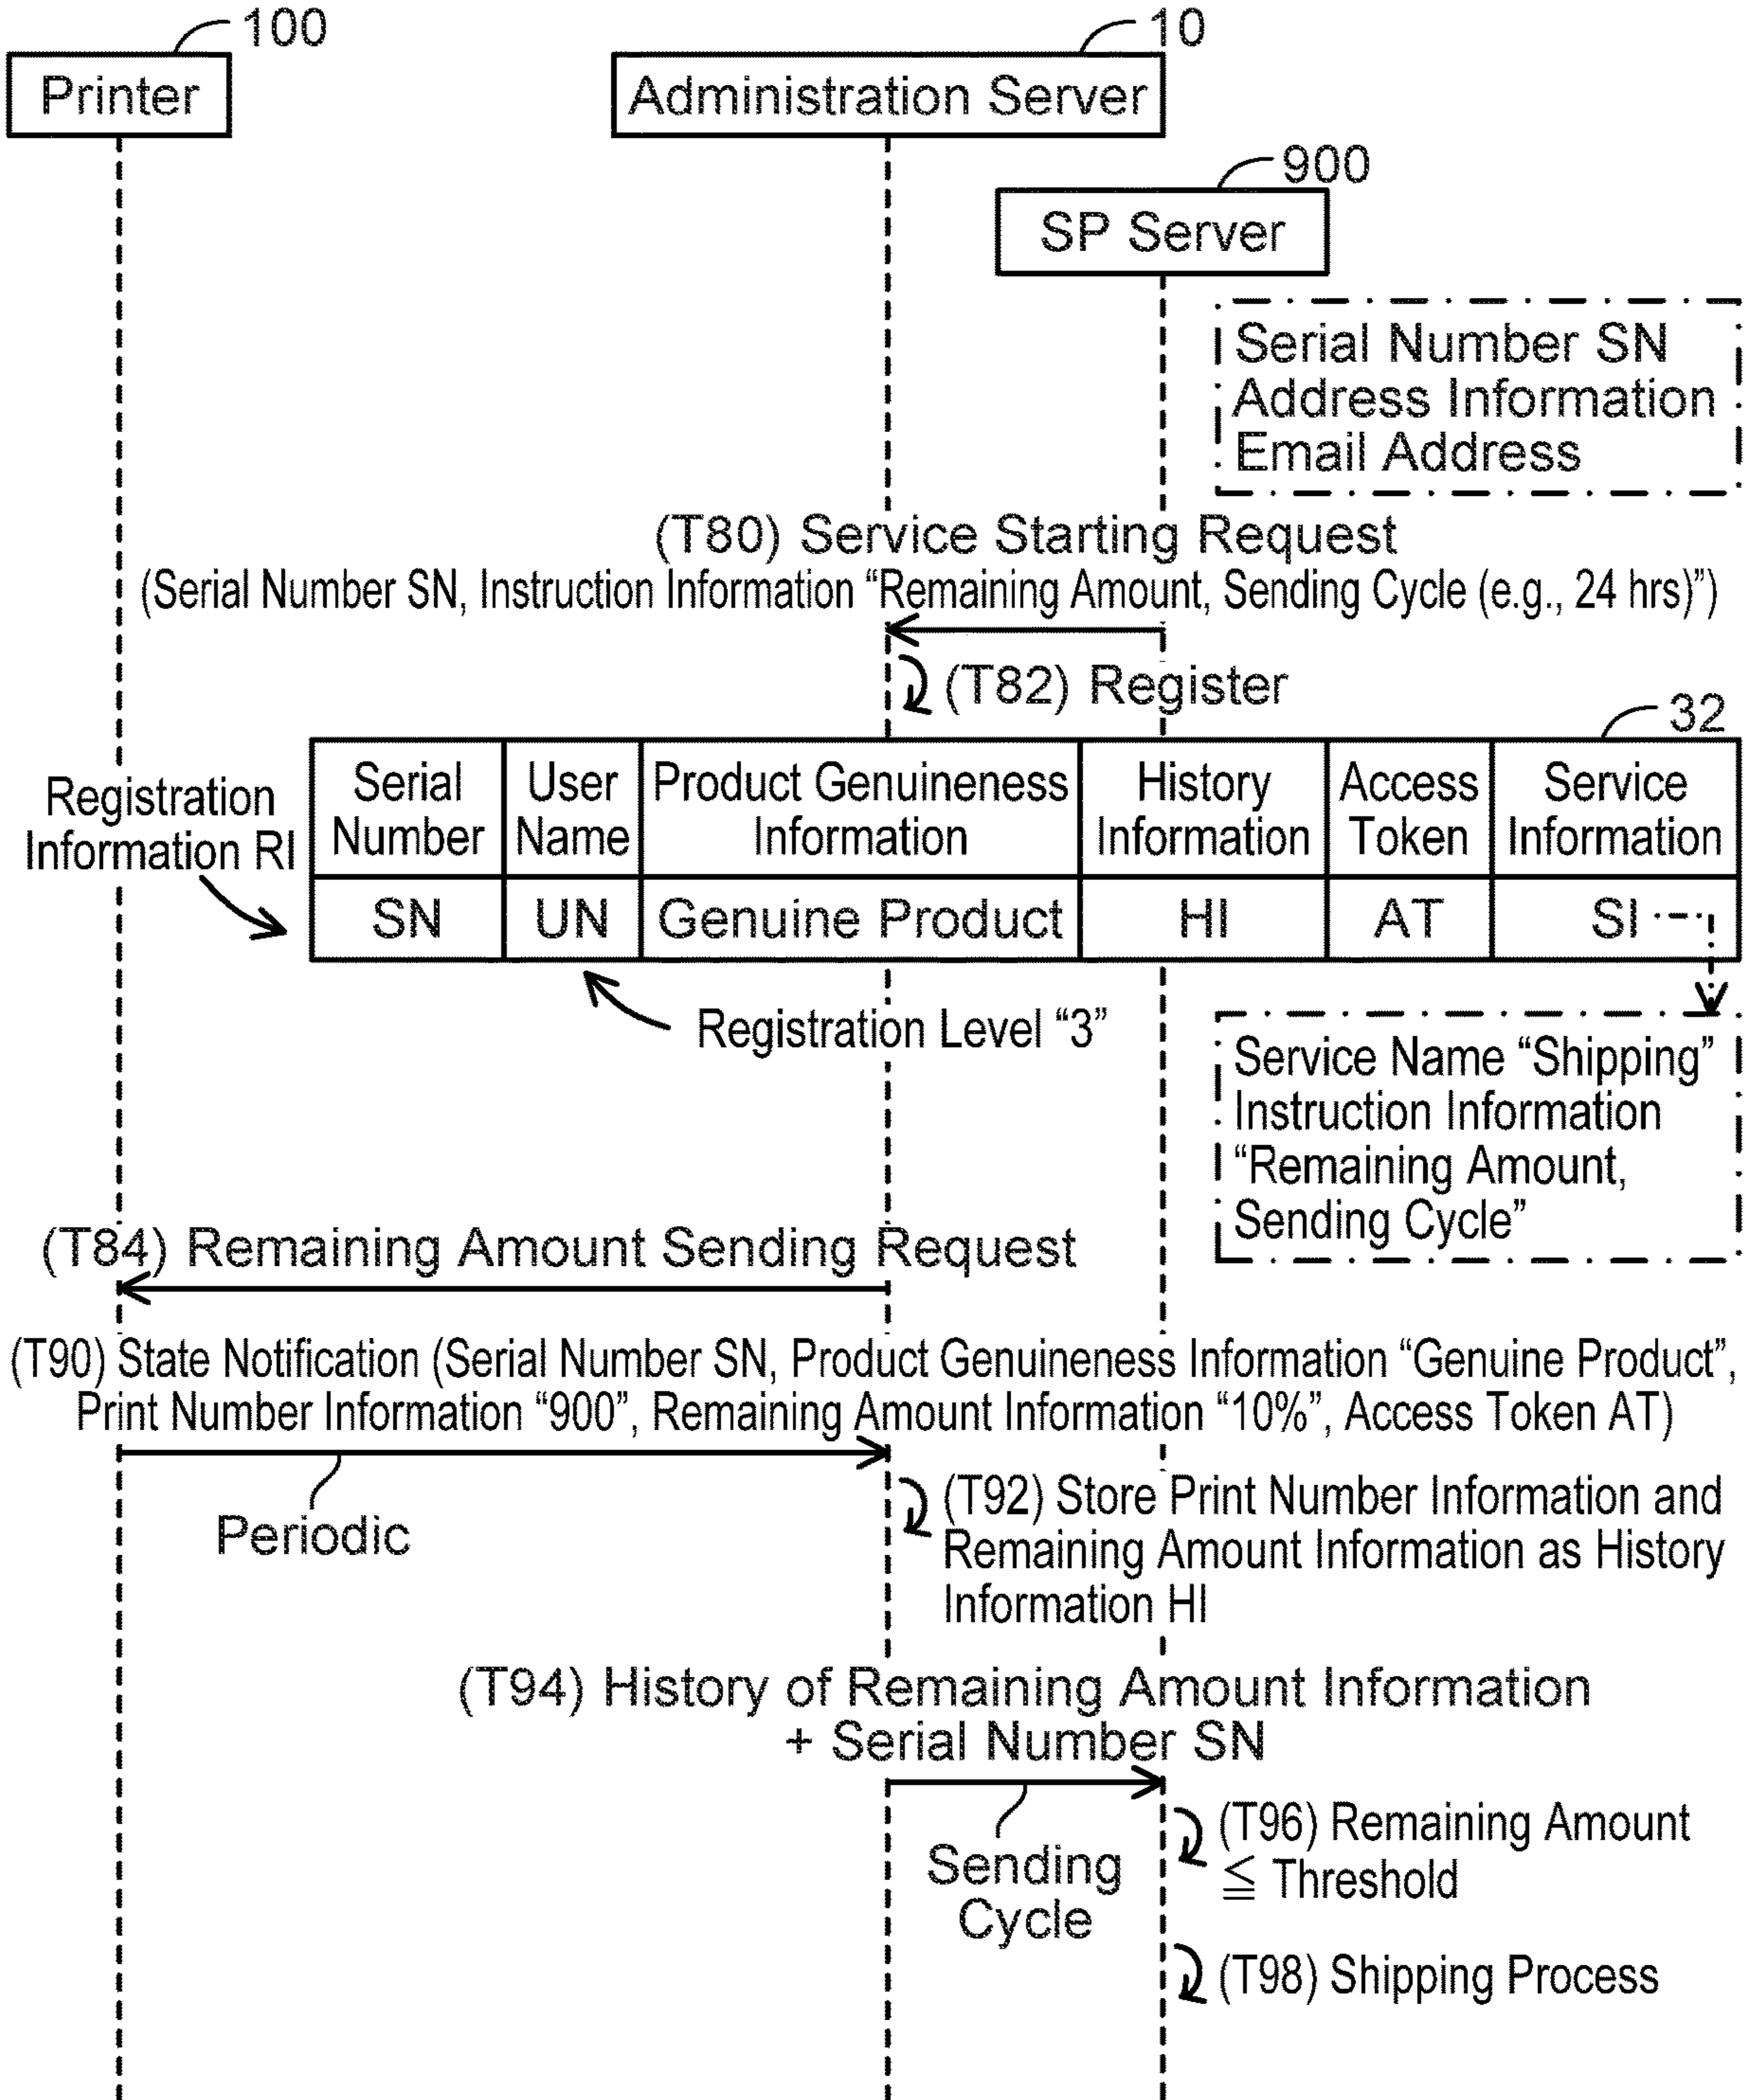 100
Printer
10
Administration Server
900
SP Server
Serial Number SN
Address Information
Email Address
(T80) Service Starting Request
(Serial Number SN, Instruction Information “Remaining Amount, Sending Cycle (e.g., 24 hrs)”)
(T82) Register
32
Registration
Information RI
Serial
Number
User
Name
Product Genuineness
Information
History
Information
Access
Token
Service
Information
SN
UN
Genuine Product
HI
AT
SI
Registration Level “3”
Service Name “Shipping”
Instruction Information
“Remaining Amount,
Sending Cycle”
(T84) Remaining Amount Sending Request
(T90) State Notification (Serial Number SN, Product Genuineness Information “Genuine Product”,
Print Number Information “900”, Remaining Amount Information “10%”, Access Token AT)
Periodic
(T92) Store Print Number Information and
Remaining Amount Information as History
Information HI
(T94) History of Remaining Amount Information
+ Serial Number SN
Sending
Cycle
(T96) Remaining Amount
≦ Threshold
(T98) Shipping Process